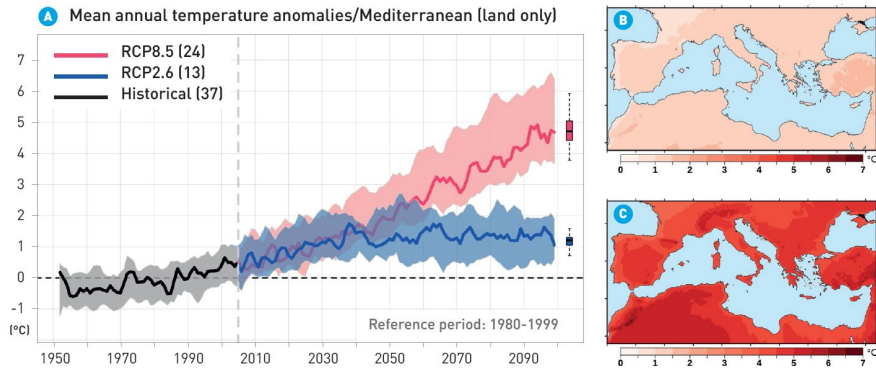 A Mean annual temperature anomalies/Mediterranean (land only)
RCP8.5 (24)
RCP2.6 (13)
Historical (37)
7
6
5
4
3
2
1
0
-1
(°C)
Reference period: 1980-1999
1950 1970 1990 2010 2030 2050 2070 2090
B
°C
0 1 2 3 4 5 6 7
C
°C
0 1 2 3 4 5 6 7